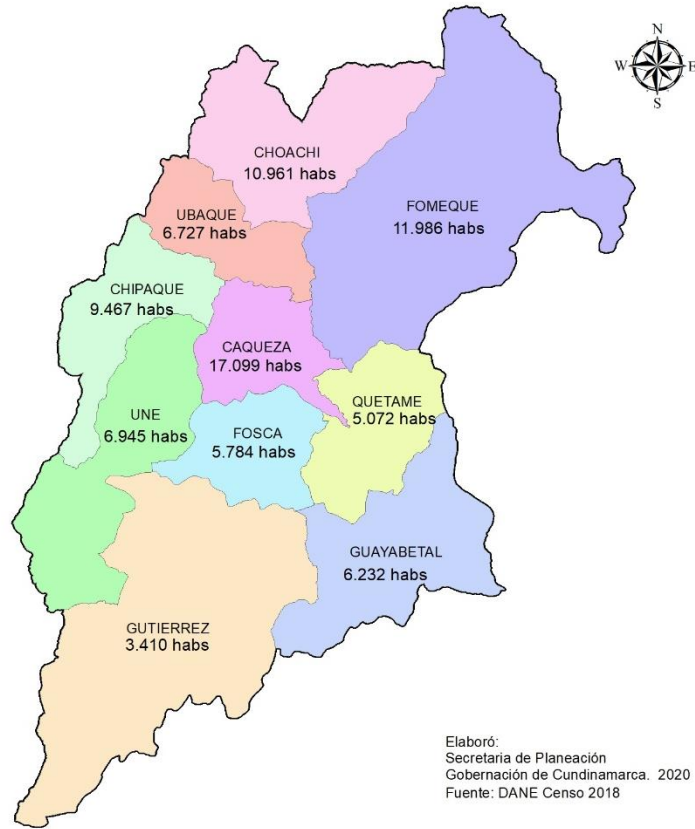 N
W E
S
CHOACHI
10.961 habs
FOMEQUE
11.986 habs
UBAQUE
6.727 habs
CHIPAQUE
9.467 habs
CAQUEZA
17.099 habs
QUETAME
5.072 habs
UNE
6.945 habs
FOSCA
5.784 habs
GUAYABETAL
6.232 habs
GUTIERREZ
3.410 habs
Elaboró:
Secretaria de Planeación
Gobernación de Cundinamarca. 2020
Fuente: DANE Censo 2018